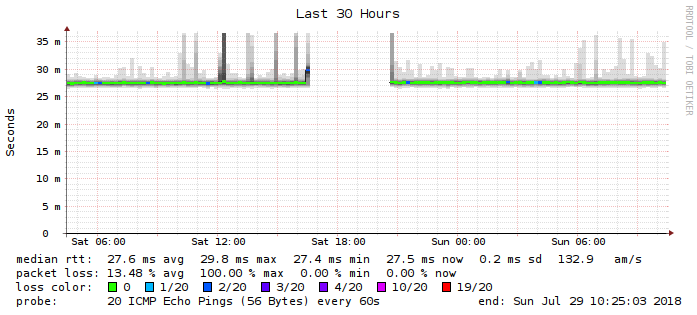 Last 30 Hours
RRDTOOL / TOBI OETIKER
Seconds
35 m
30 m
25 m
20 m
15 m
10 m
5 m
0
Sat 06:00 Sat 12:00 Sat 18:00 Sun 00:00 Sun 06:00
median rtt: 27.6 ms avg 29.8 ms max 27.4 ms min 27.5 ms now 0.2 ms sd 132.9 am/s
packet loss: 13.48 % avg 100.00 % max 0.00 % min 0.00 % now
loss color: 0 1/20 2/20 3/20 4/20 10/20 19/20
probe: 20 ICMP Echo Pings (56 Bytes) every 60s end: Sun Jul 29 10:25:03 2018